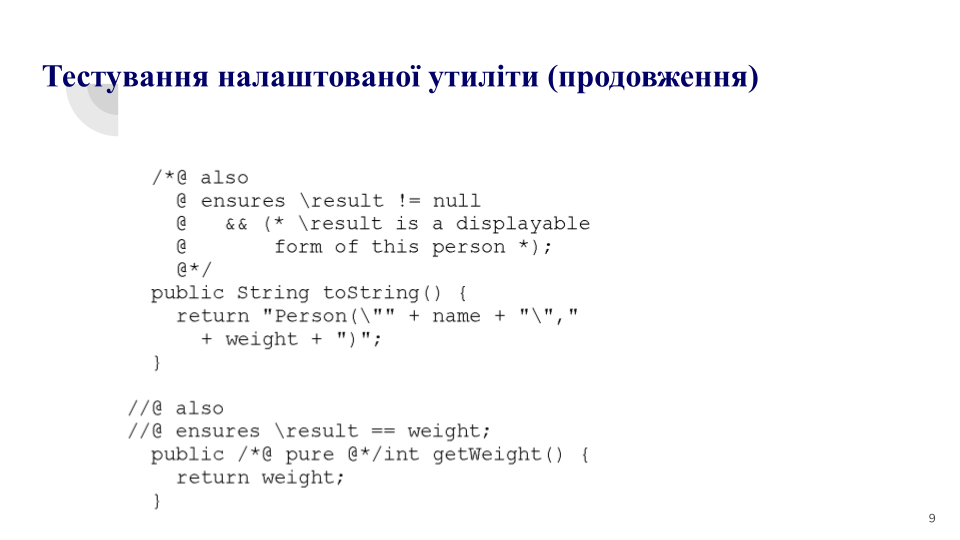 Тестування налаштованої утиліти (продовження)
/*@ also
@ ensures \result != null
@ && (* \result is a displayable
@ form of this person *);
@*/
public String toString() {
return "Person(\"" + name + "\","
+ weight + ")";
}
//@ also
//@ ensures \result == weight;
public /*@ pure @*/int getWeight() {
return weight;
}
9